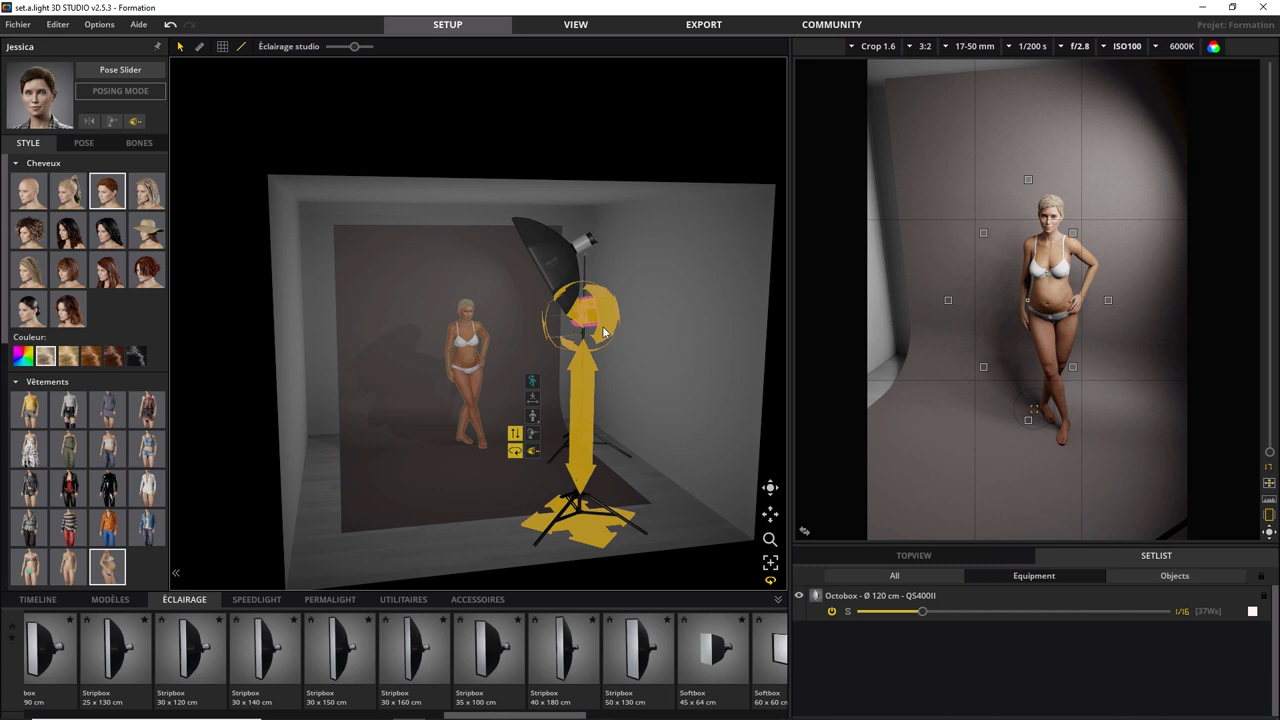 set.a.light 3D STUDIO v2.5.3 - Formation
Fichier Editer Options Aide
SETUP VIEW EXPORT COMMUNITY
Projet: Formation
Jessica
Éclairage studio
Crop 1.6 3:2 17-50 mm 1/200 s f/2.8 ISO100 6000K
Pose Slider
POSING MODE
STYLE POSE BONES
Cheveux
Couleur:
Vêtements
TOPVIEW SETLIST
All Equipment Objects
Octobox - Ø 120 cm - QS400II
S 1/16 [37Ws]
TIMELINE MODÈLES ÉCLAIRAGE SPEEDLIGHT PERMALIGHT UTILITAIRES ACCESSOIRES
box
90 cm
Stripbox
25 x 130 cm
Stripbox
30 x 120 cm
Stripbox
30 x 140 cm
Stripbox
30 x 150 cm
Stripbox
30 x 160 cm
Stripbox
35 x 100 cm
Stripbox
40 x 180 cm
Stripbox
50 x 130 cm
Softbox
45 x 64 cm
Softbox
60 x 60 c